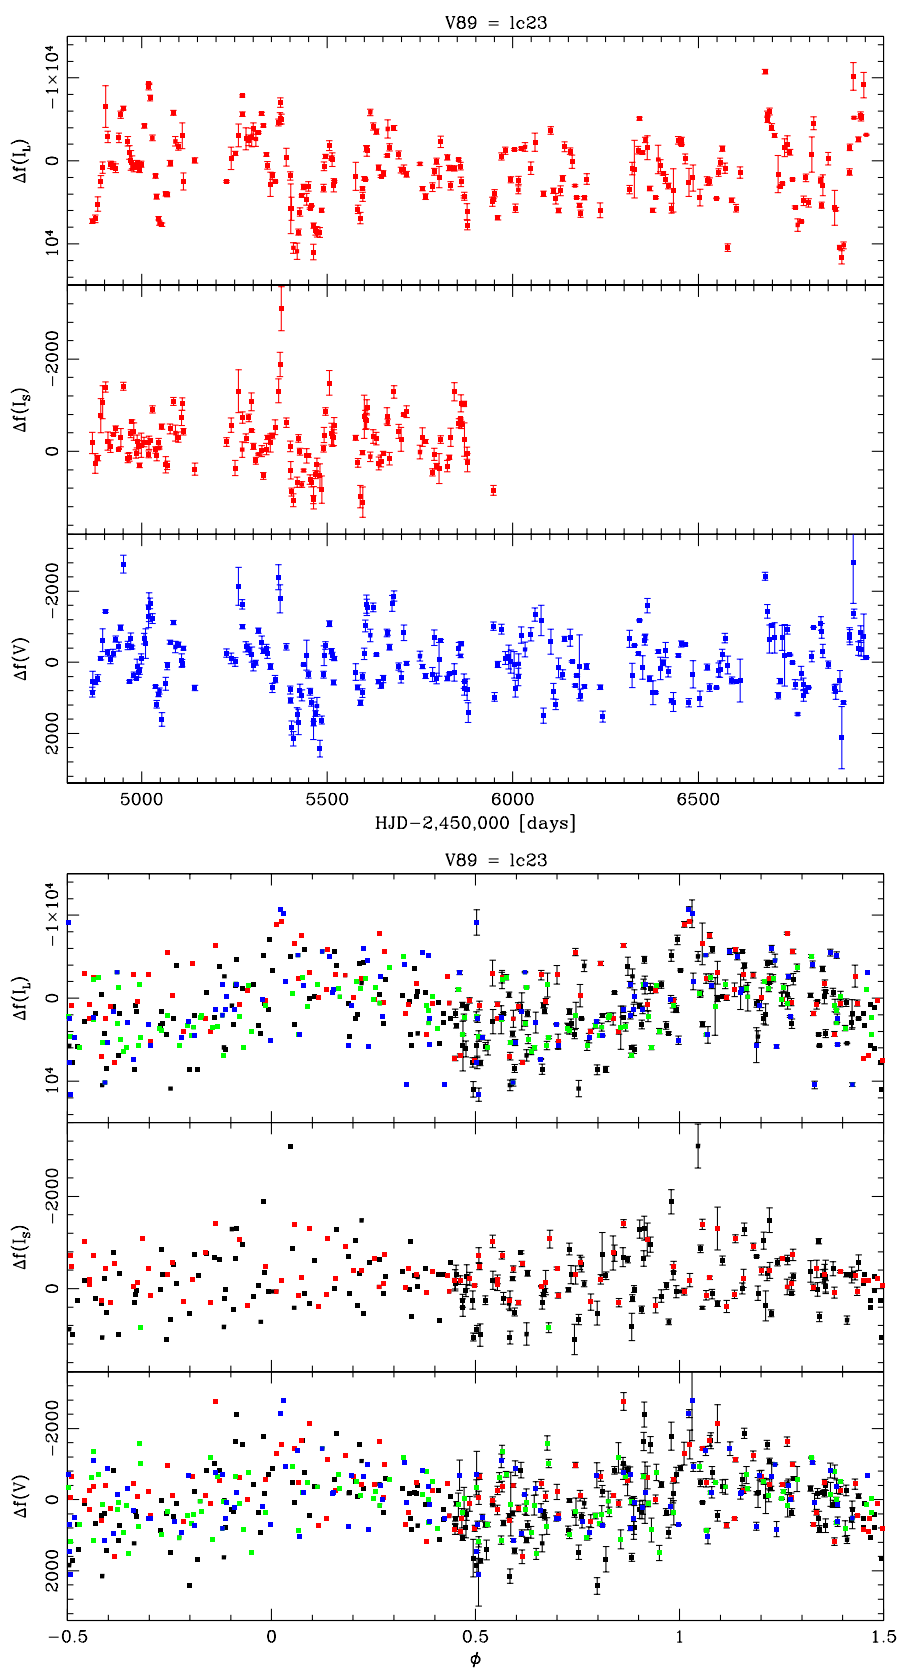 V89 = lc23
−1×10⁴
0
10⁴
Δf(I_L)
−2000
0
Δf(I_S)
−2000
0
2000
Δf(V)
5000 5500 6000 6500
HJD−2,450,000 [days]
V89 = lc23
−1×10⁴
0
10⁴
Δf(I_L)
−2000
0
Δf(I_S)
−2000
0
2000
Δf(V)
−0.5 0 0.5 1 1.5
ϕ